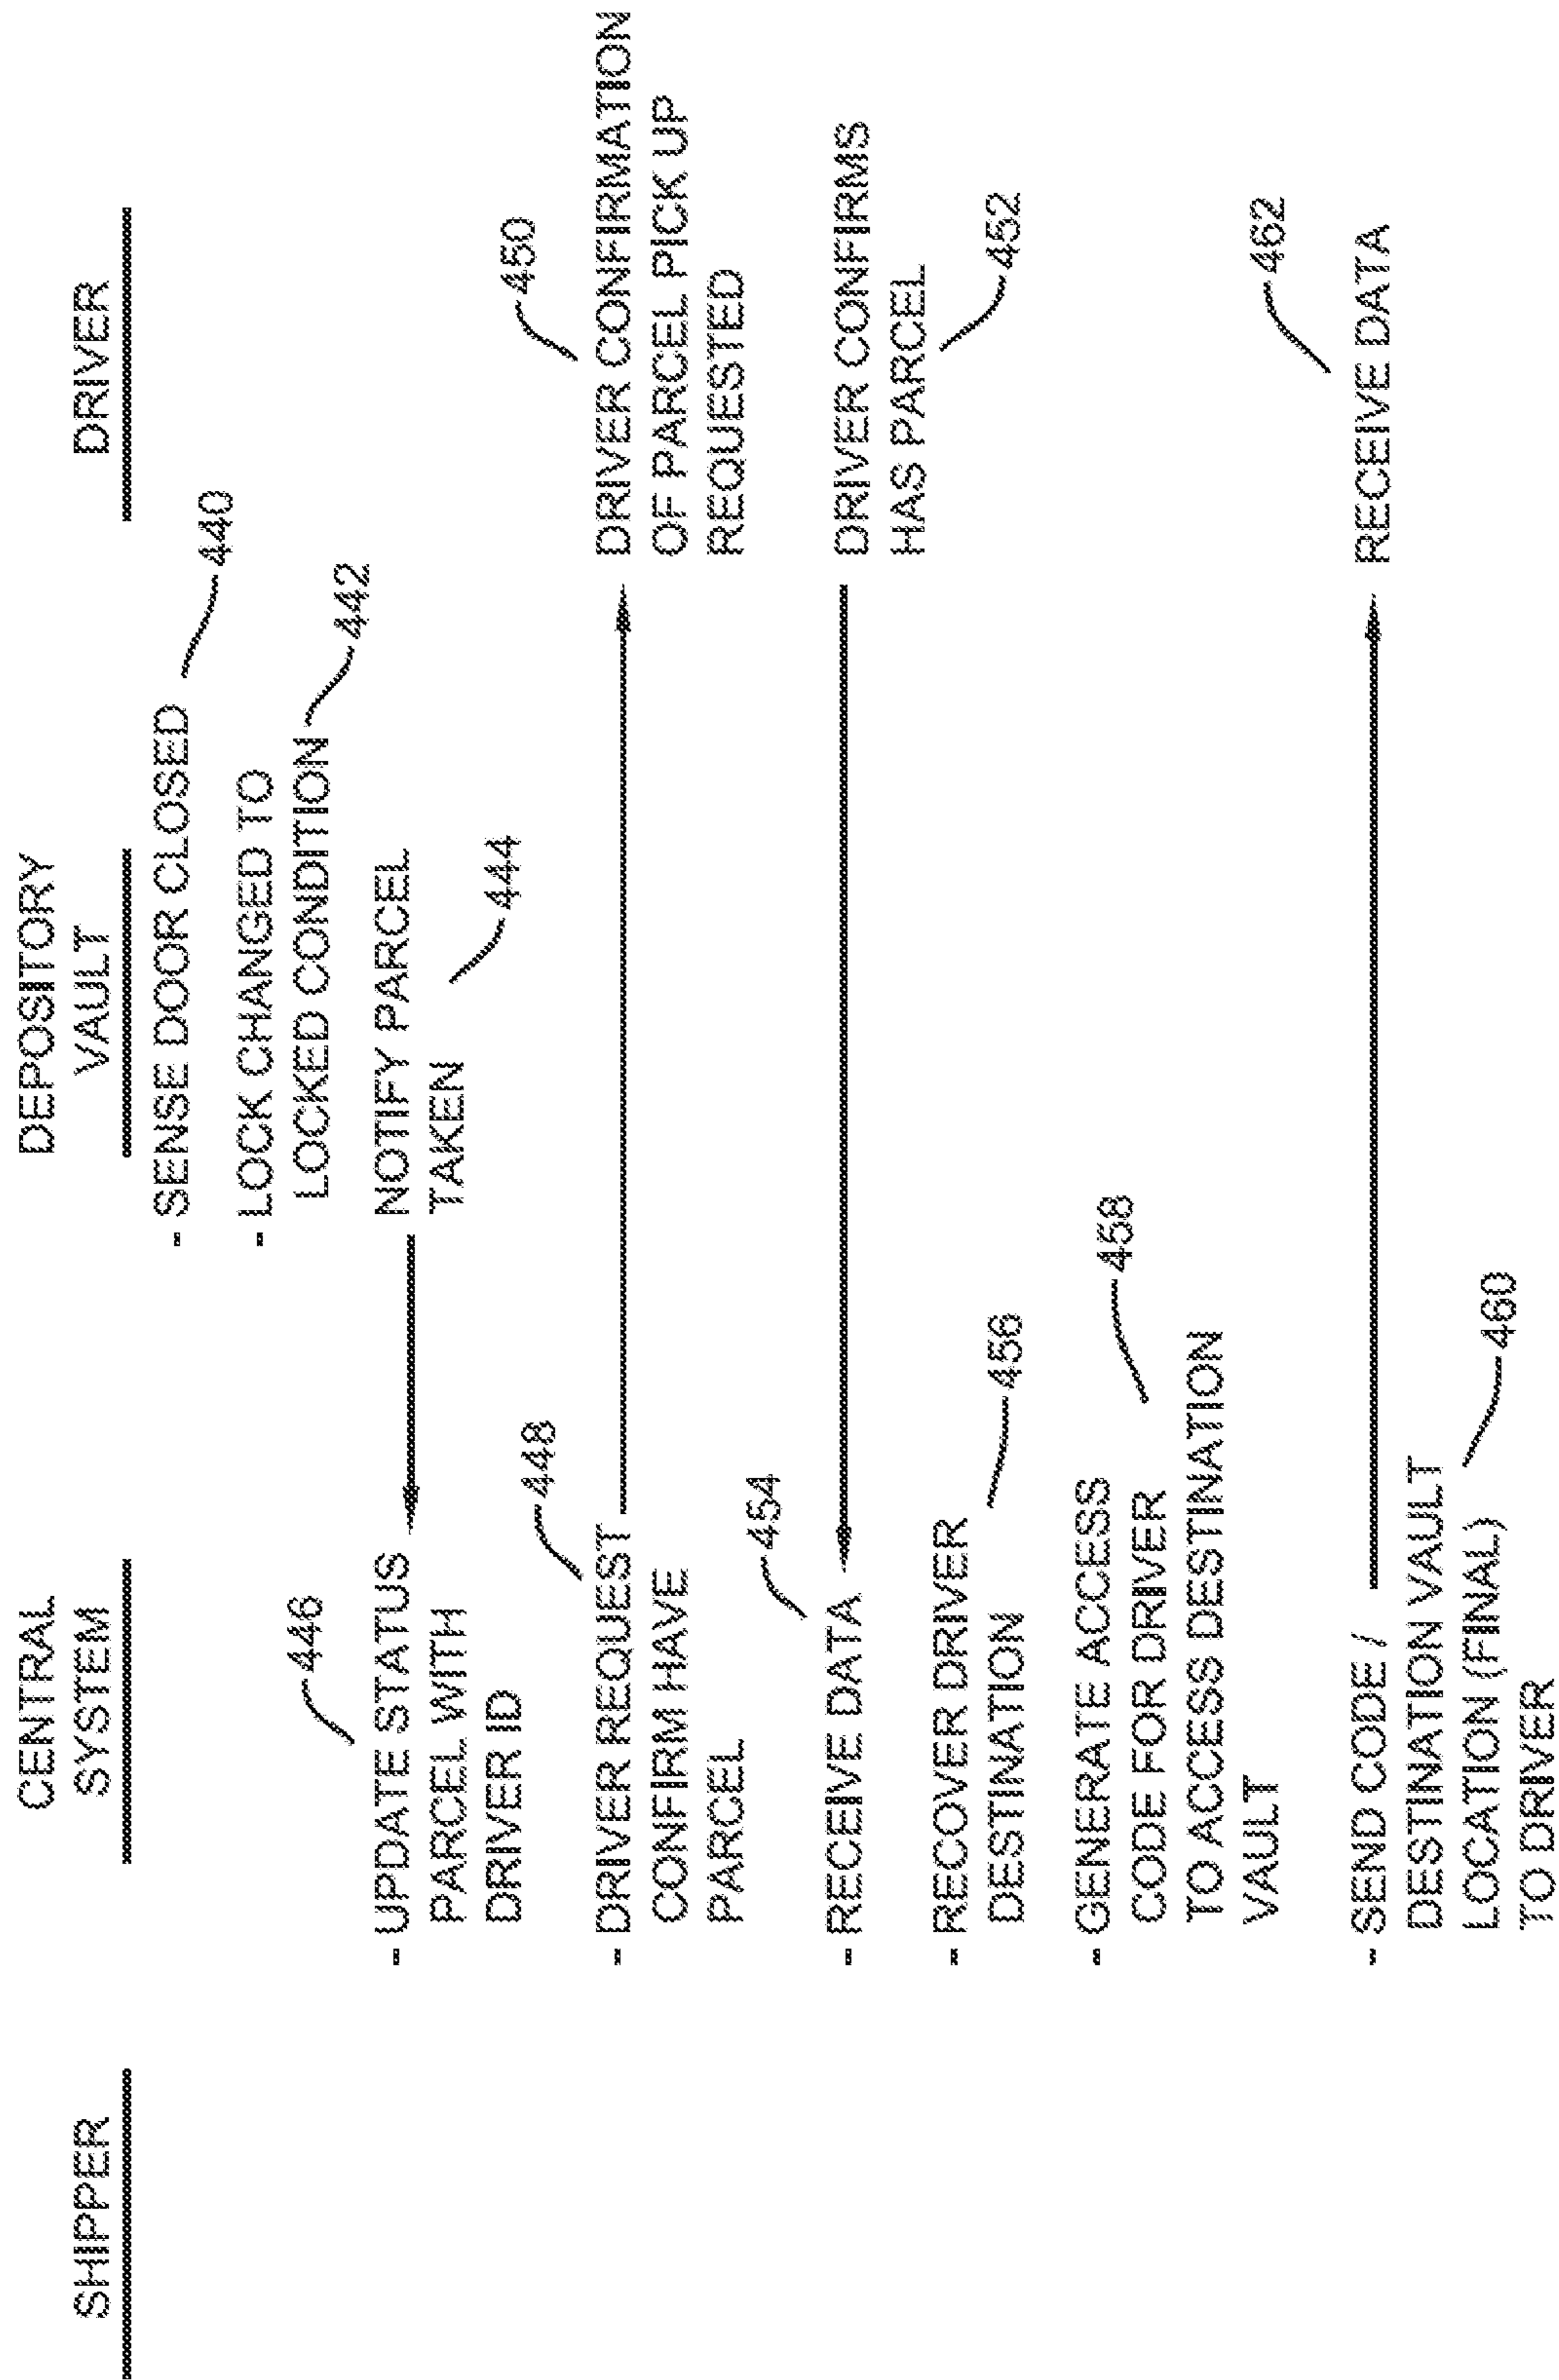 SHIPPER
CENTRAL
SYSTEM
DEPOSITORY
VAULT
DRIVER
- SENSE DOOR CLOSED
440
- LOCK CHANGED TO
LOCKED CONDITION
442
NOTIFY PARCEL
TAKEN
444
446
- UPDATE STATUS
PARCEL WITH
DRIVER ID
448
- DRIVER REQUEST
CONFIRM HAVE
PARCEL
450
DRIVER CONFIRMATION
OF PARCEL PICK UP
REQUESTED
DRIVER CONFIRMS
HAS PARCEL
452
454
- RECEIVE DATA
- RECOVER DRIVER
DESTINATION
456
- GENERATE ACCESS
CODE FOR DRIVER
TO ACCESS DESTINATION
VAULT
458
- SEND CODE /
DESTINATION VAULT
LOCATION (FINAL)
TO DRIVER
460
462
RECEIVE DATA